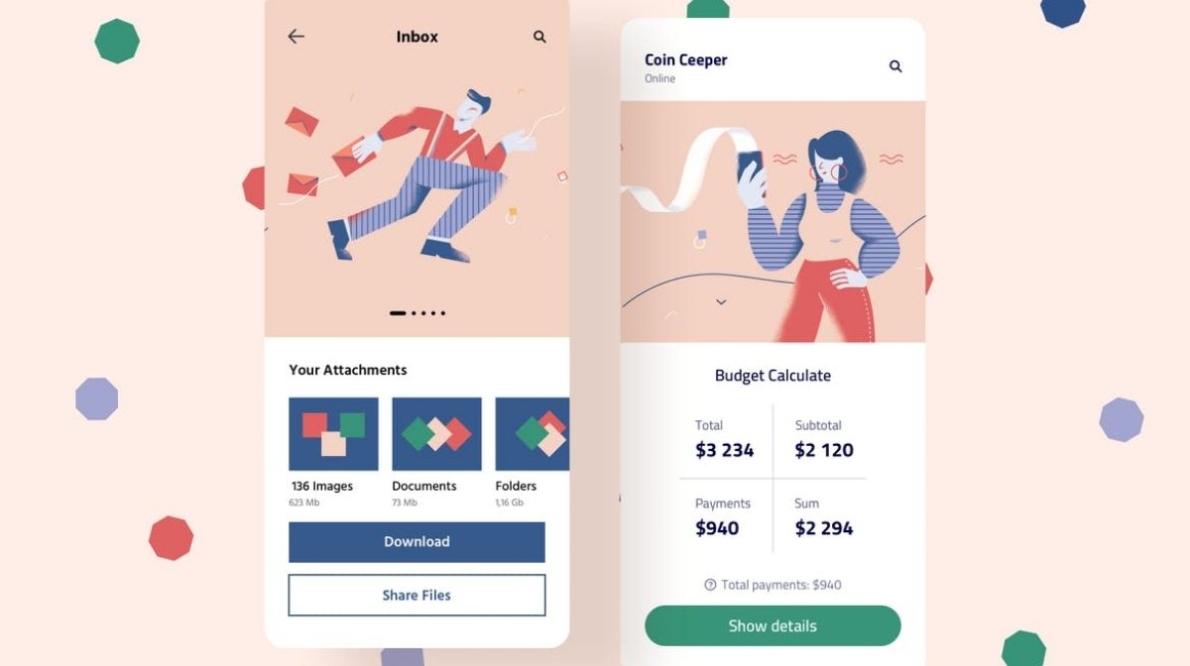 Inbox
Your Attachments
136 Images
623 Mb
Documents
73 Mb
Folders
1,16 Gb
Download
Share Files
Coin Ceeper
Online
Budget Calculate
Total
$3 234
Subtotal
$2 120
Payments
$940
Sum
$2 294
Total payments: $940
Show details